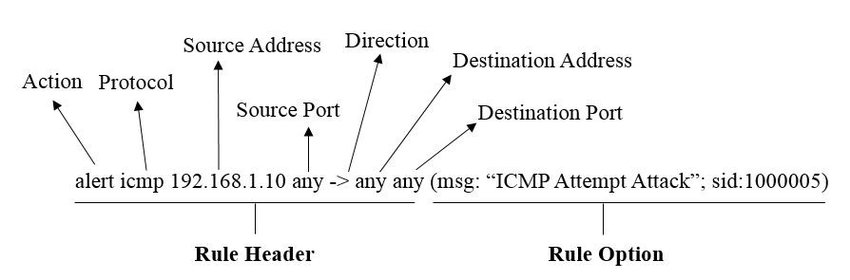 Source Address
Direction
Destination Address
Action
Protocol
Source Port
Destination Port
alert icmp 192.168.1.10 any -> any any (msg: “ICMP Attempt Attack”; sid:1000005)
Rule Header
Rule Option